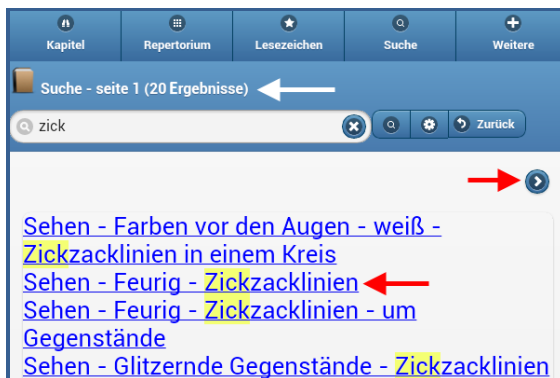 Kapitel Repertorium Lesezeichen Suche Weitere
Suche - seite 1 (20 Ergebnisse)
zick Zurück
Sehen - Farben vor den Augen - weiß -
Zickzacklinien in einem Kreis
Sehen - Feurig - Zickzacklinien
Sehen - Feurig - Zickzacklinien - um
Gegenstände
Sehen - Glitzernde Gegenstände - Zickzacklinien